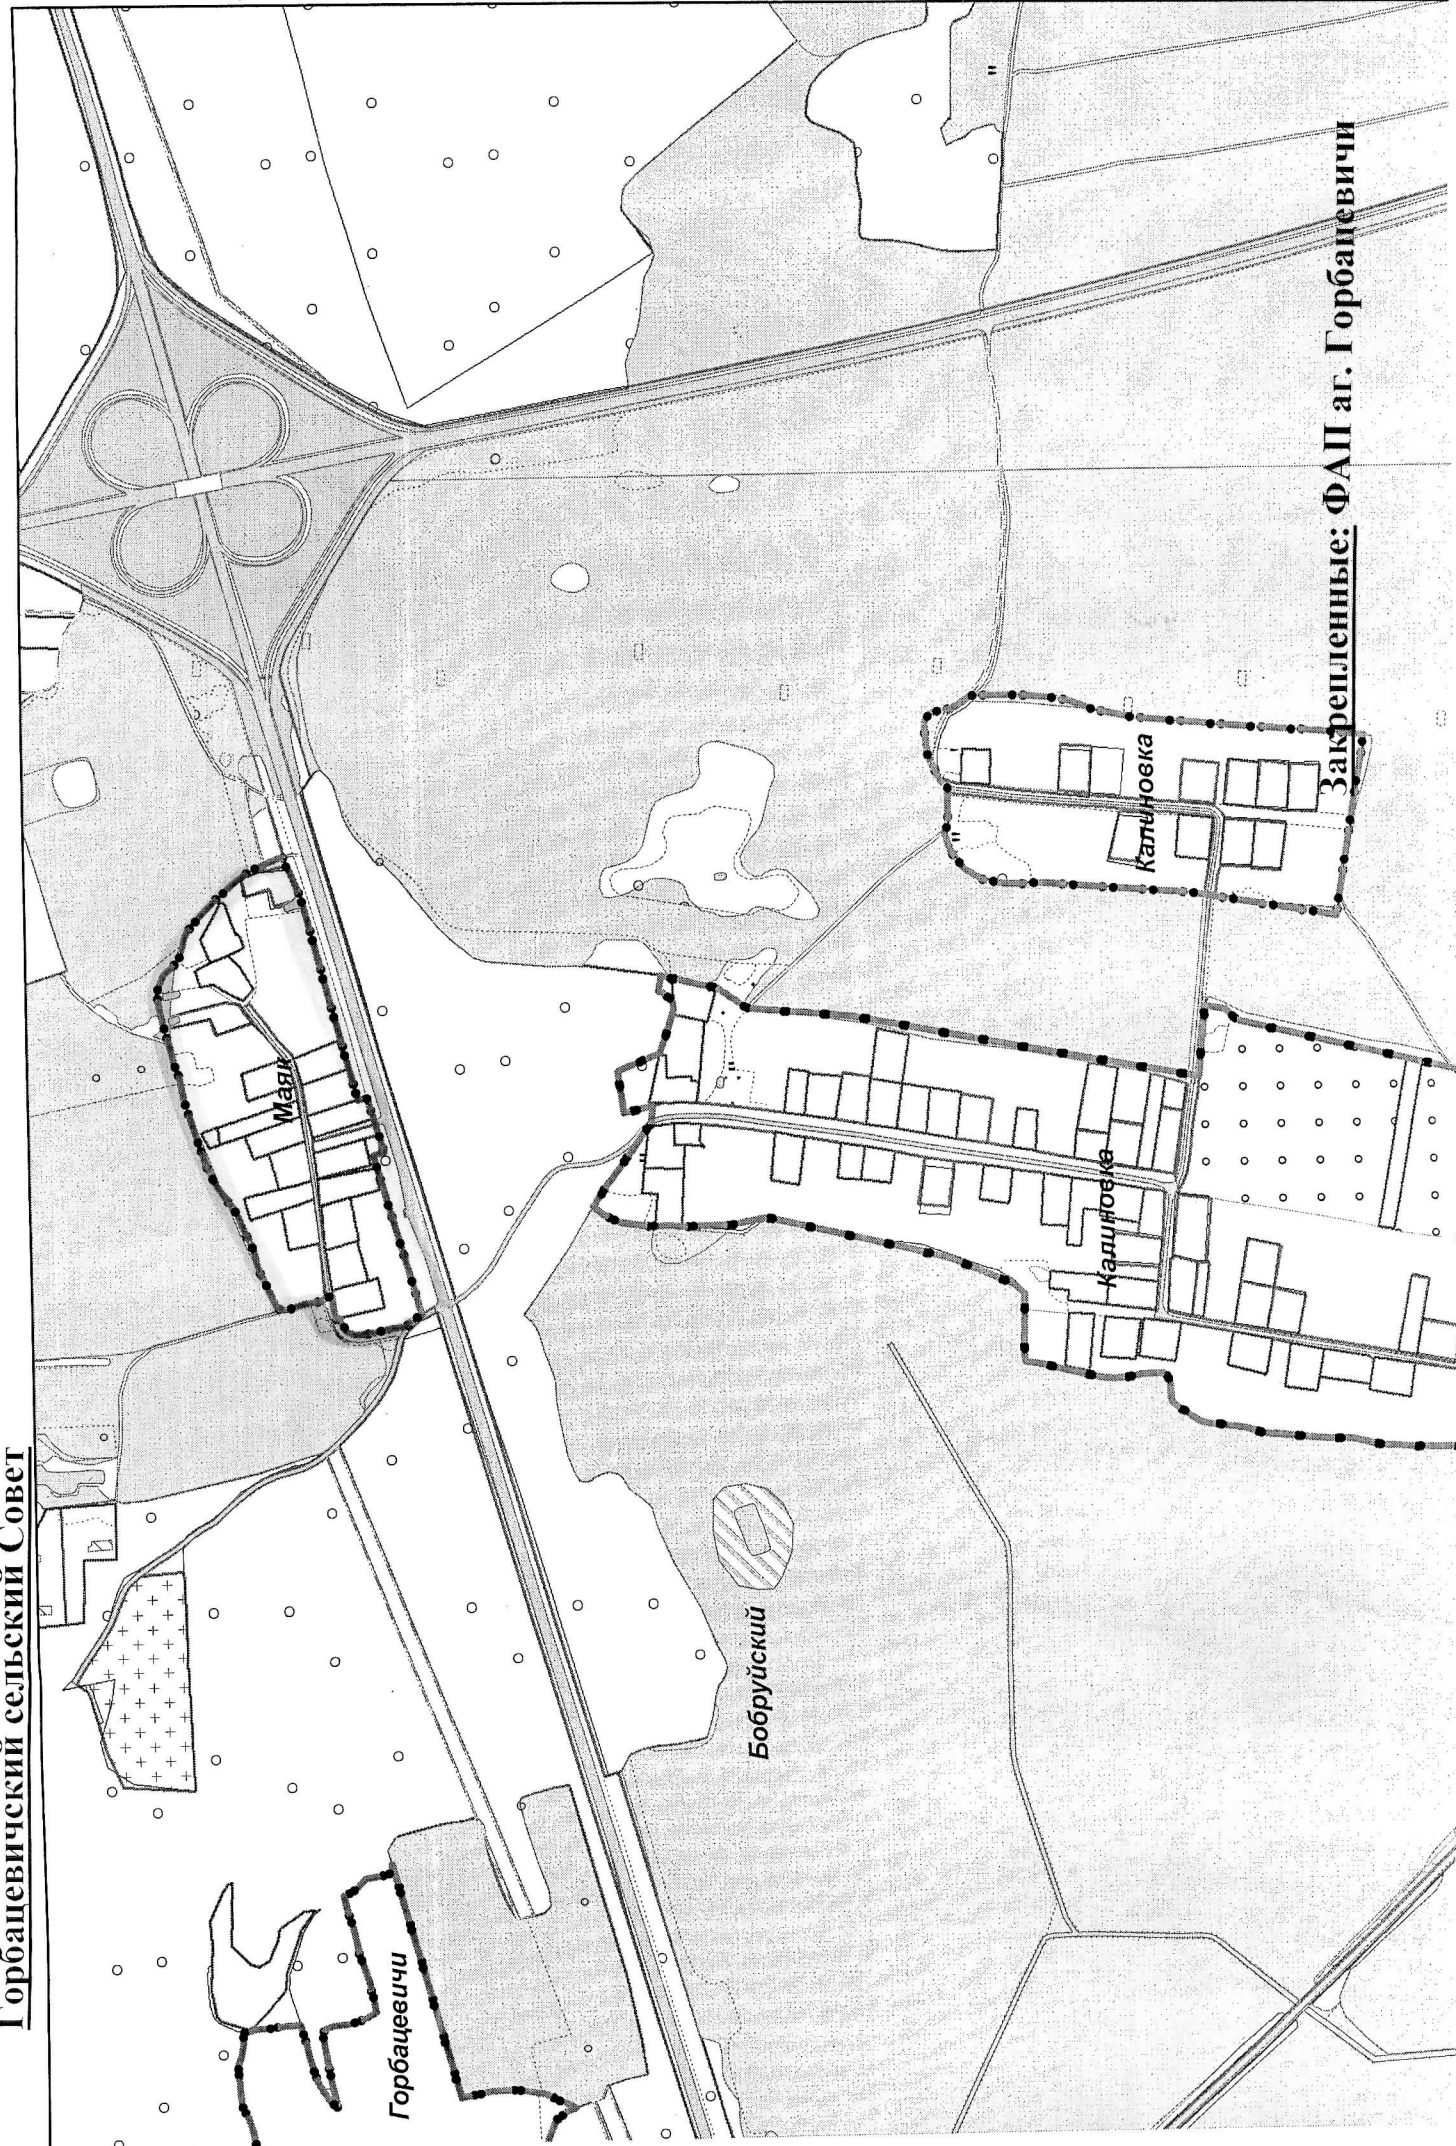 Горбацевичский сельский Совет
Маяк
Горбацевичи
Бобруйский
Калиновка
Калиновка
Закрепленные: ФАП аг. Горбацевичи